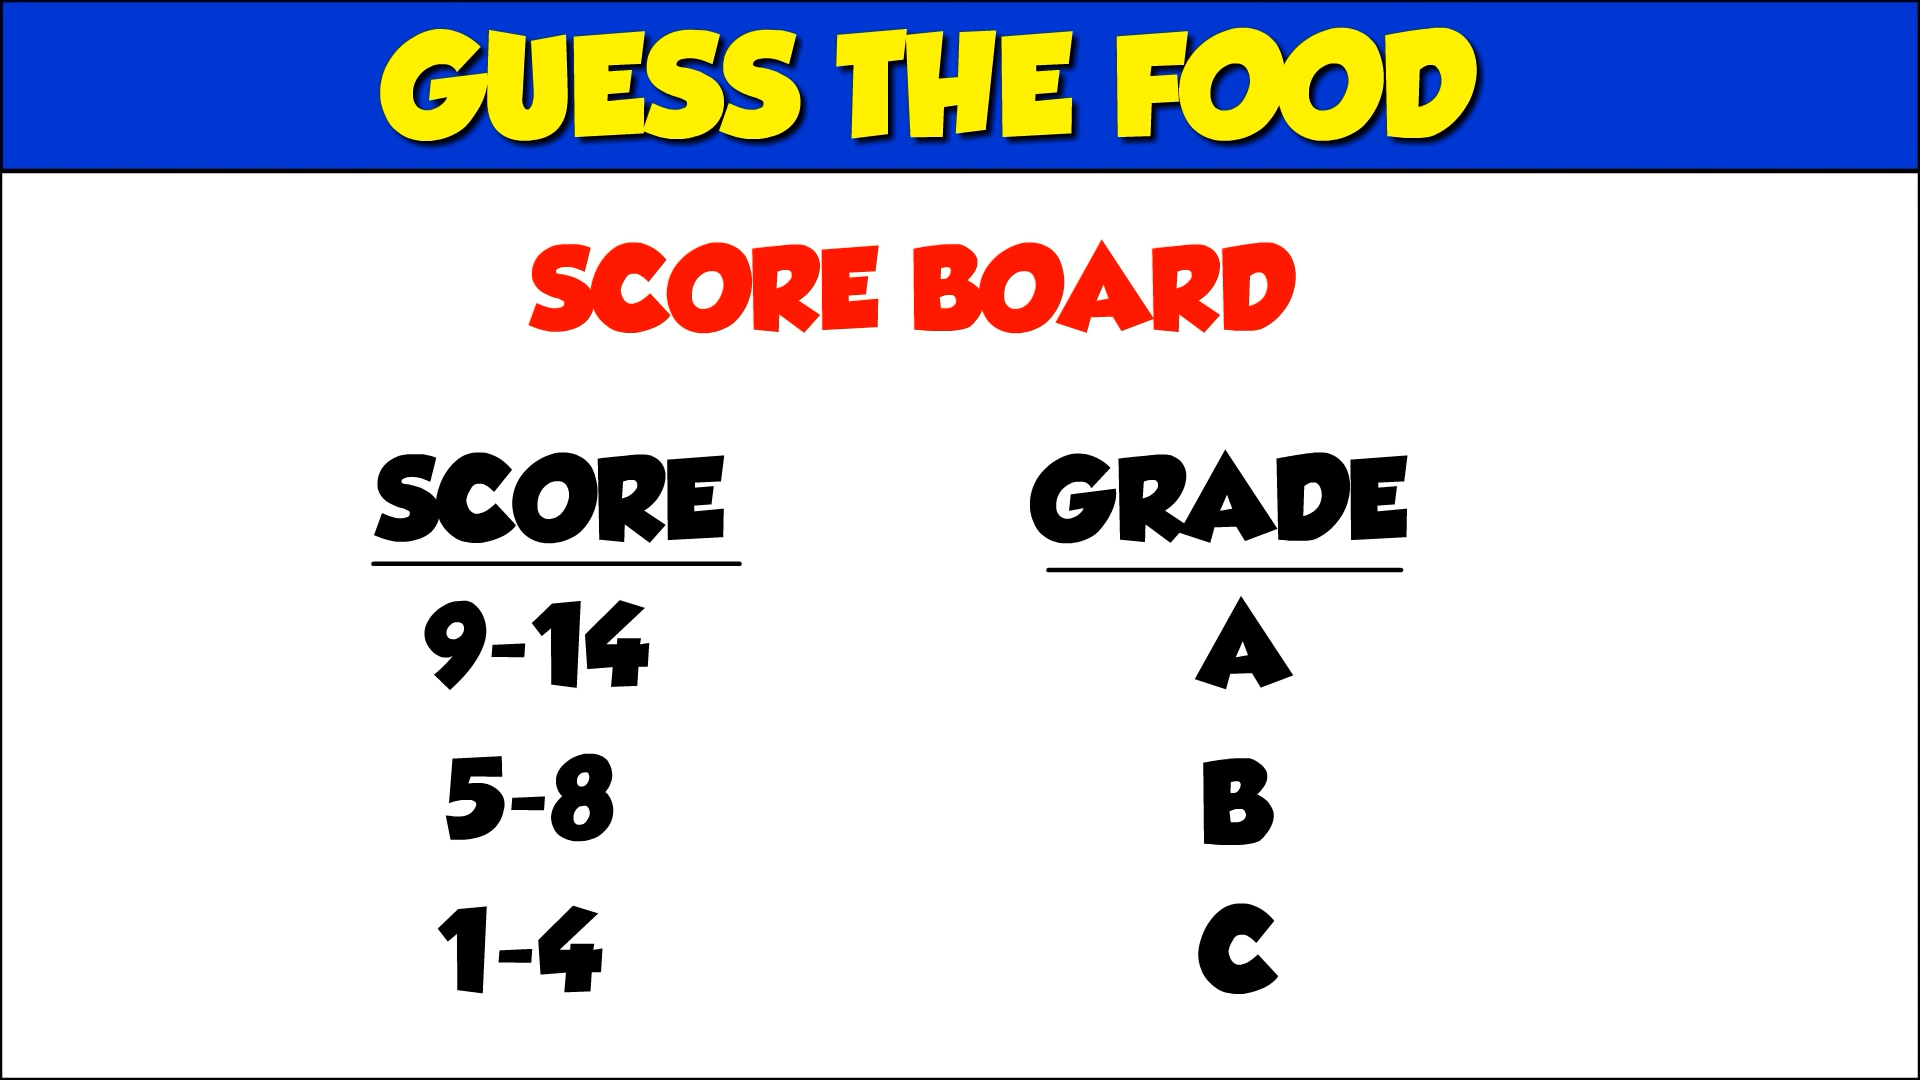 GUESS THE FOOD
SCORE BOARD
SCORE GRADE
9-14 A
5-8 B
1-4 C